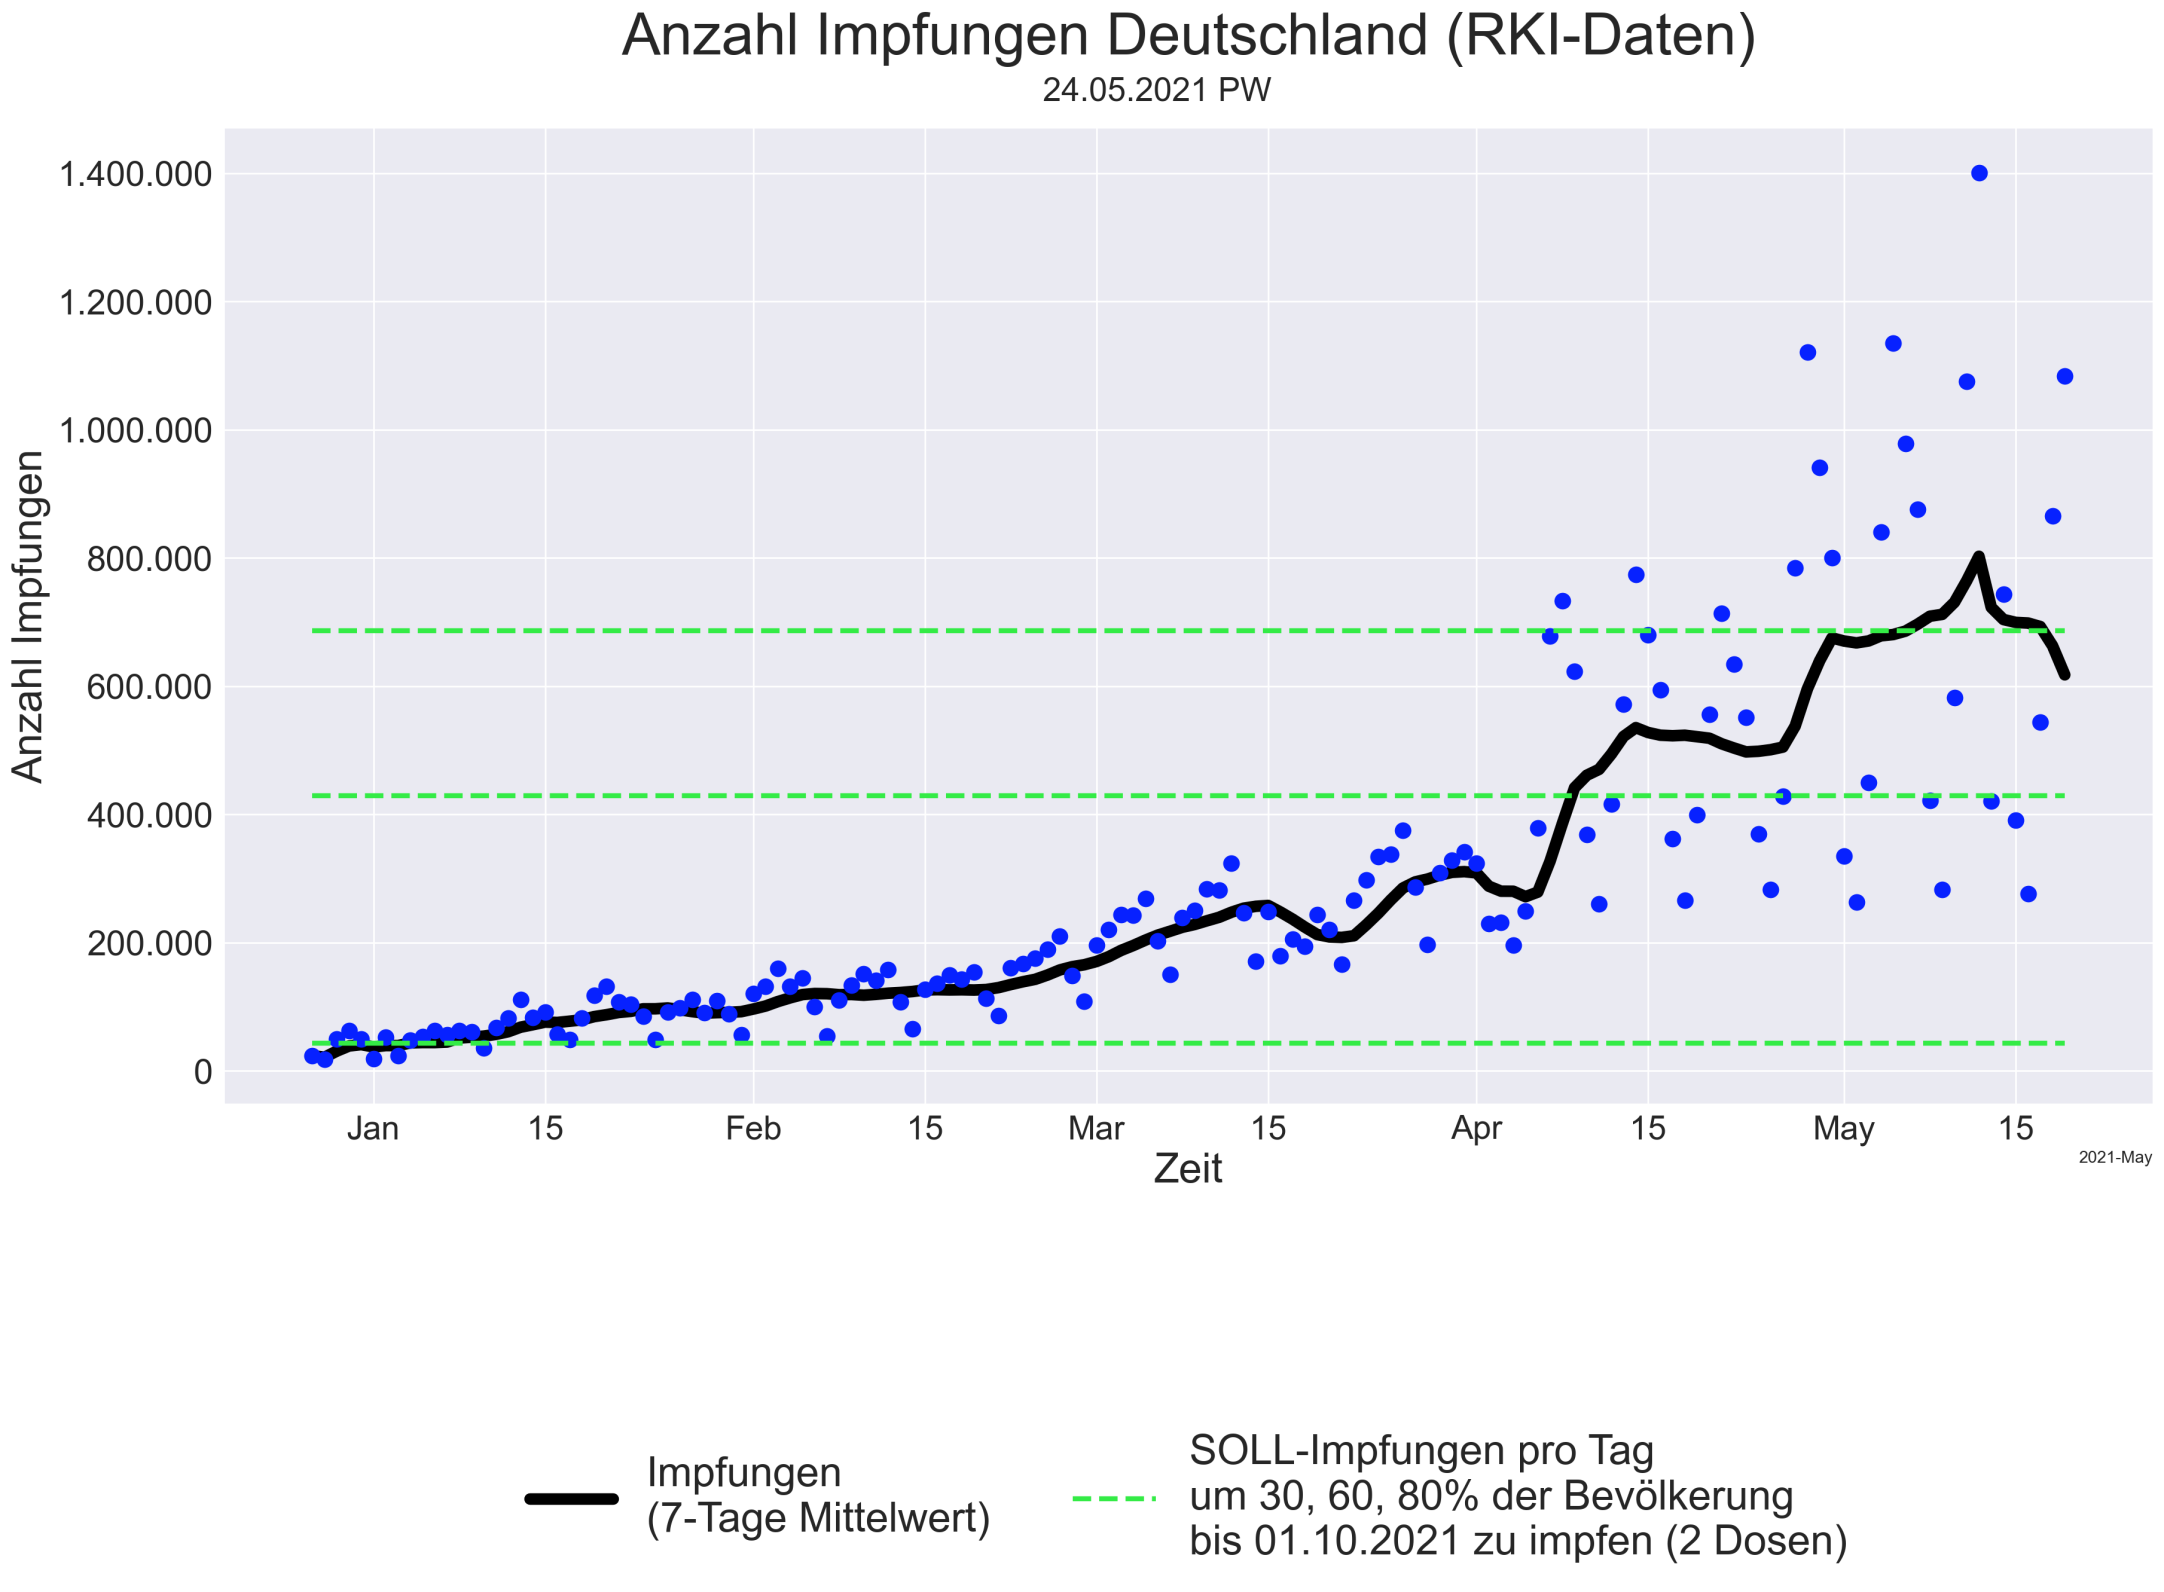 Anzahl Impfungen Deutschland (RKI-Daten)
24.05.2021 PW
Anzahl Impfungen
1.400.000
1.200.000
1.000.000
800.000
600.000
400.000
200.000
0
Jan 15 Feb 15 Mar 15 Apr 15 May 15
Zeit
2021-May
Impfungen
(7-Tage Mittelwert)
SOLL-Impfungen pro Tag
um 30, 60, 80% der Bevölkerung
bis 01.10.2021 zu impfen (2 Dosen)